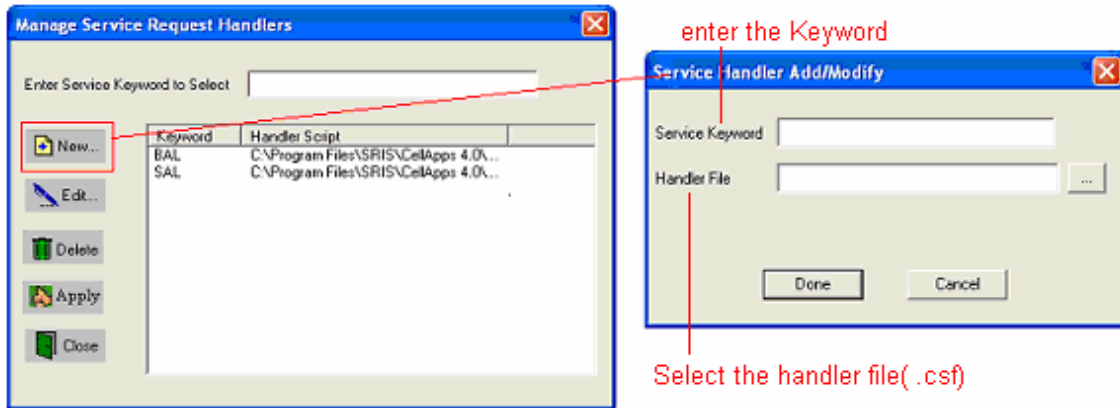 Manage Service Request Handlers
Enter Service Keyword to Select
New...
Edit...
Delete
Apply
Close
Keyword Handler Script
BAL C:\Program Files\SRIS\CellApps 4.0\...
SAL C:\Program Files\SRIS\CellApps 4.0\...
enter the Keyword
Service Handler Add/Modify
Service Keyword
Handler File
...
Done Cancel
Select the handler file( .csf)